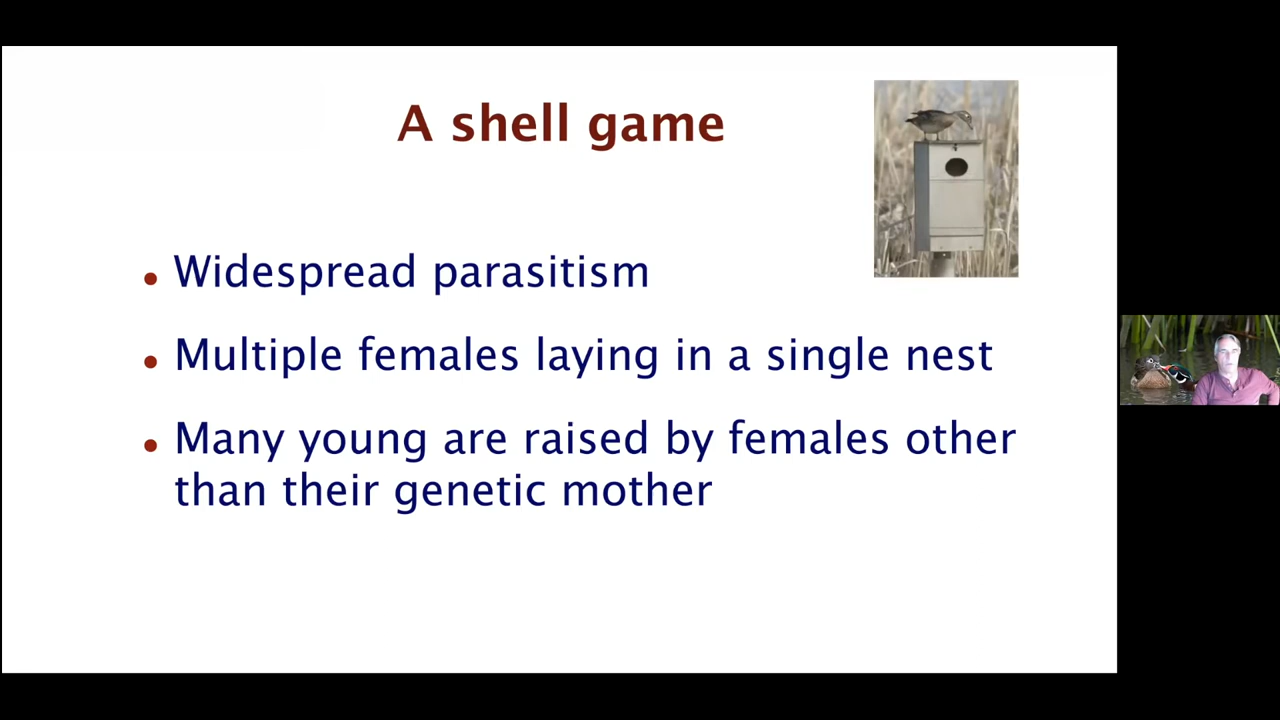 A shell game
• Widespread parasitism
• Multiple females laying in a single nest
• Many young are raised by females other
than their genetic mother